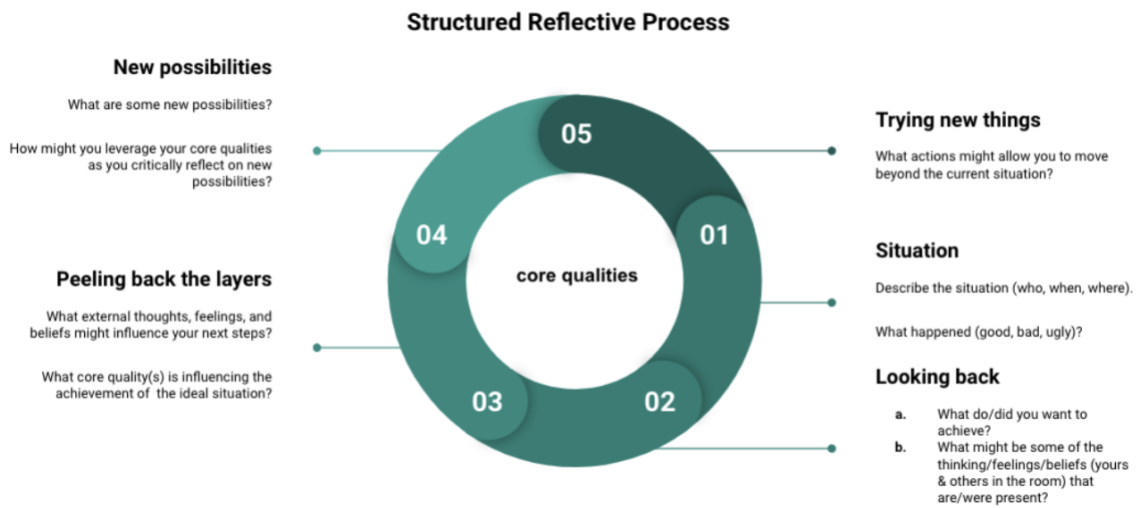 Structured Reflective Process
New possibilities
What are some new possibilities?
How might you leverage your core qualities
as you critically reflect on new
possibilities?
Peeling back the layers
What external thoughts, feelings, and
beliefs might influence your next steps?
What core quality(s) is influencing the
achievement of the ideal situation?
05
04
01
core qualities
03
02
Trying new things
What actions might allow you to move
beyond the current situation?
Situation
Describe the situation (who, when, where).
What happened (good, bad, ugly)?
Looking back
a. What do/did you want to
achieve?
b. What might be some of the
thinking/feelings/beliefs (yours
& others in the room) that
are/were present?